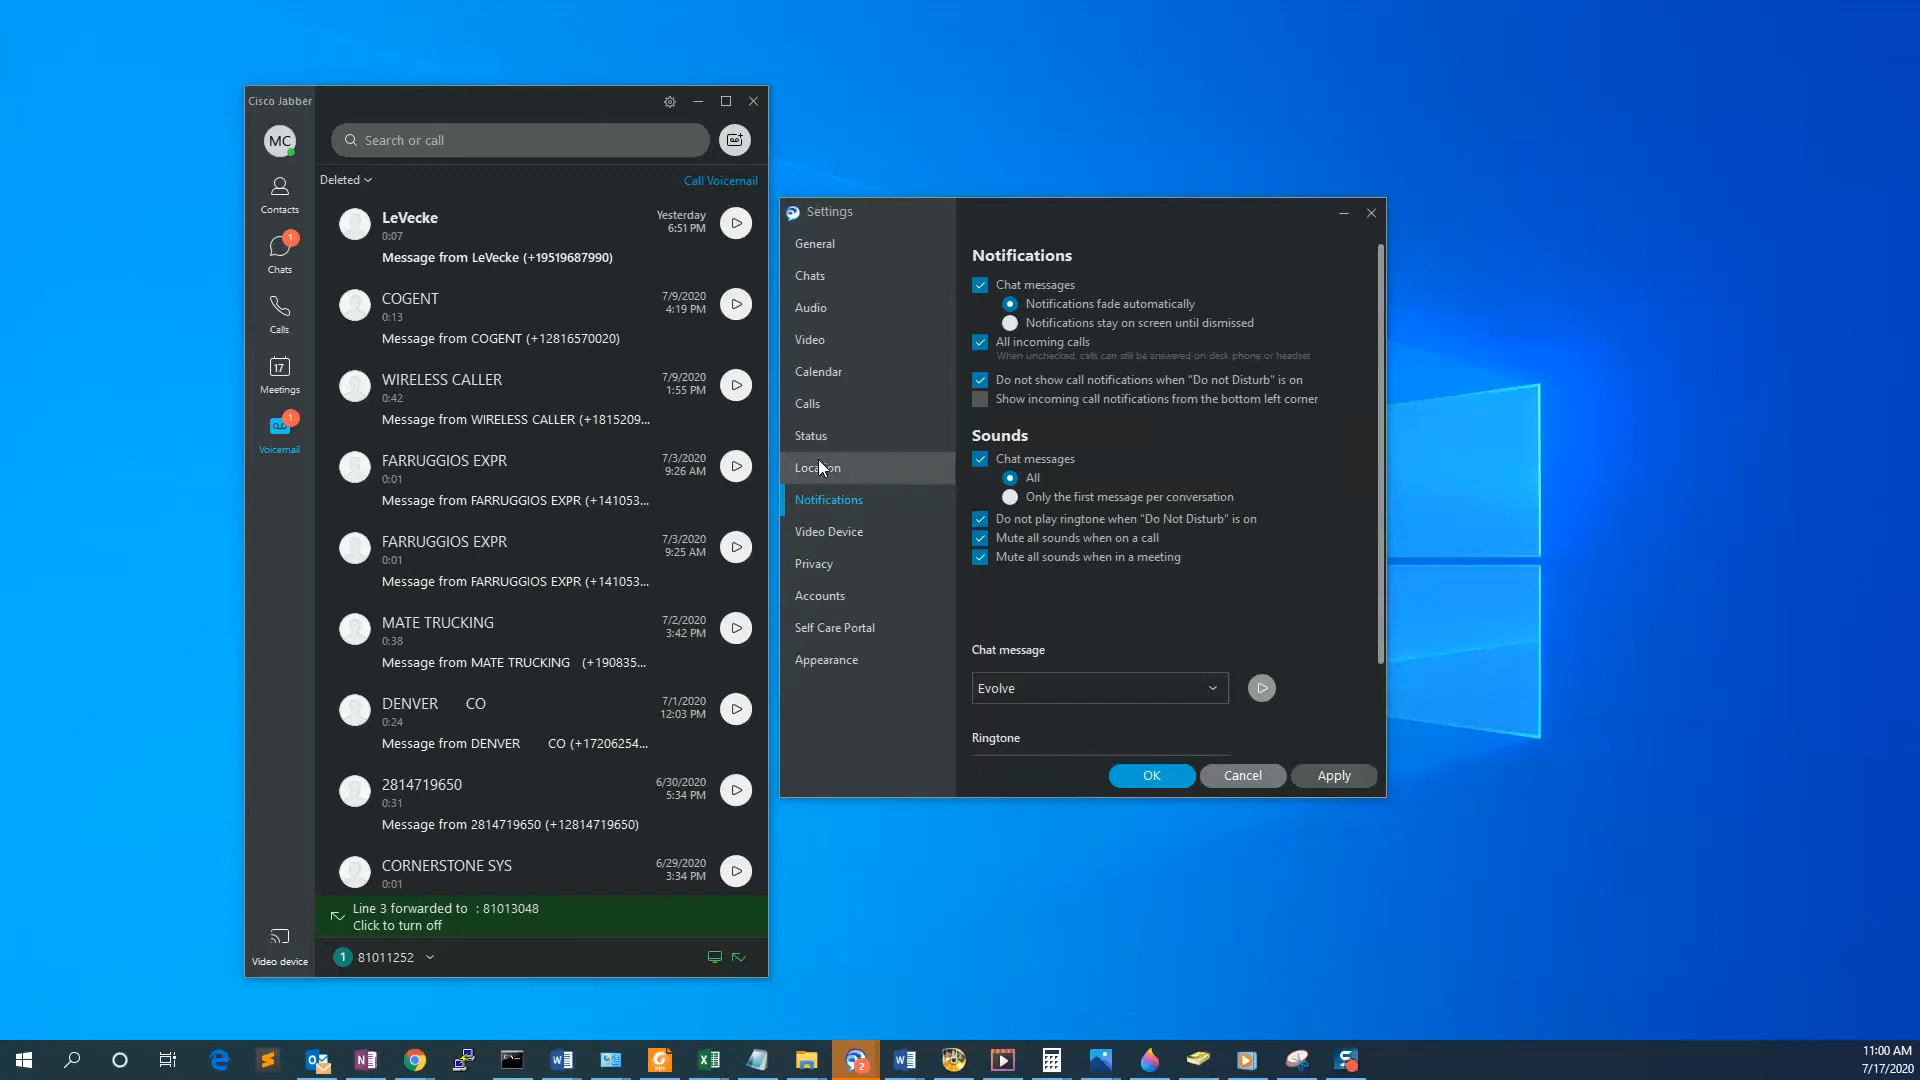 Cisco Jabber
MC
Search or call
Contacts
1
Chats
Calls
17
Meetings
1
Voicemail
Video device
Deleted
Call Voicemail
LeVecke
Yesterday
6:51 PM
0:07
Message from LeVecke (+19519687990)
COGENT
7/9/2020
4:19 PM
0:13
Message from COGENT (+12816570020)
WIRELESS CALLER
7/9/2020
1:55 PM
0:42
Message from WIRELESS CALLER (+1815209...
FARRUGGIOS EXPR
7/3/2020
9:26 AM
0:01
Message from FARRUGGIOS EXPR (+141053...
FARRUGGIOS EXPR
7/3/2020
9:25 AM
0:01
Message from FARRUGGIOS EXPR (+141053...
MATE TRUCKING
7/2/2020
3:42 PM
0:38
Message from MATE TRUCKING (+190835...
DENVER CO
7/1/2020
12:03 PM
0:24
Message from DENVER CO (+17206254...
2814719650
6/30/2020
5:34 PM
0:31
Message from 2814719650 (+12814719650)
CORNERSTONE SYS
6/29/2020
3:34 PM
0:01
Line 3 forwarded to : 81013048
Click to turn off
1 81011252
Settings
General
Chats
Audio
Video
Calendar
Calls
Status
Location
Notifications
Video Device
Privacy
Accounts
Self Care Portal
Appearance
Notifications
Chat messages
Notifications fade automatically
Notifications stay on screen until dismissed
All incoming calls
When unchecked, calls can still be answered on desk phone or headset
Do not show call notifications when "Do not Disturb" is on
Show incoming call notifications from the bottom left corner
Sounds
Chat messages
All
Only the first message per conversation
Do not play ringtone when "Do Not Disturb" is on
Mute all sounds when on a call
Mute all sounds when in a meeting
Chat message
Evolve
Ringtone
OK
Cancel
Apply
2
11:00 AM
7/17/2020